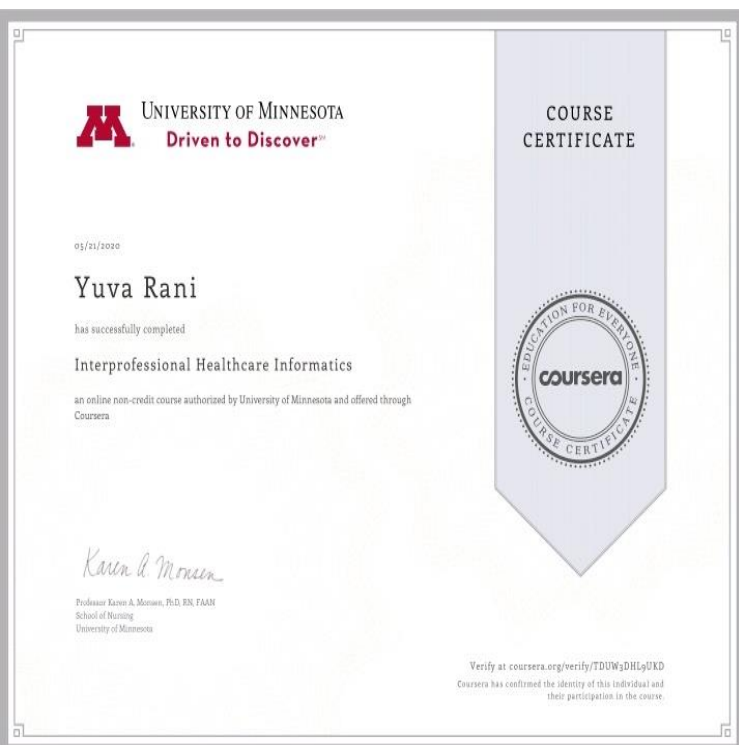 UNIVERSITY OF MINNESOTA
Driven to Discover℠
COURSE
CERTIFICATE
05/21/2020
Yuva Rani
has successfully completed
Interprofessional Healthcare Informatics
an online non-credit course authorized by University of Minnesota and offered through
Coursera
EDUCATION FOR EVERYONE
coursera
COURSE CERTIFICATE
Karen A. Monsen
Professor Karen A. Monsen, PhD, RN, FAAN
School of Nursing
University of Minnesota
Verify at coursera.org/verify/TDUW3DHL9UKD
Coursera has confirmed the identity of this individual and
their participation in the course.